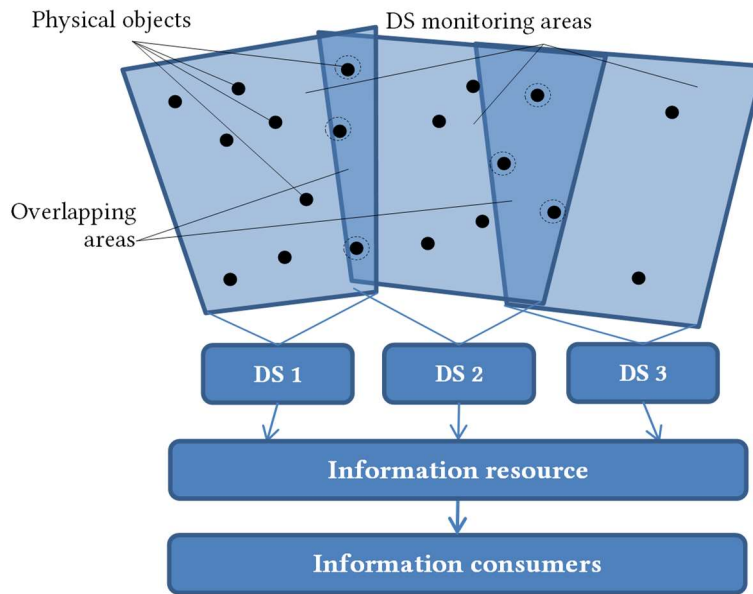 Physical objects
DS monitoring areas
Overlapping
areas
DS 1
DS 2
DS 3
Information resource
Information consumers